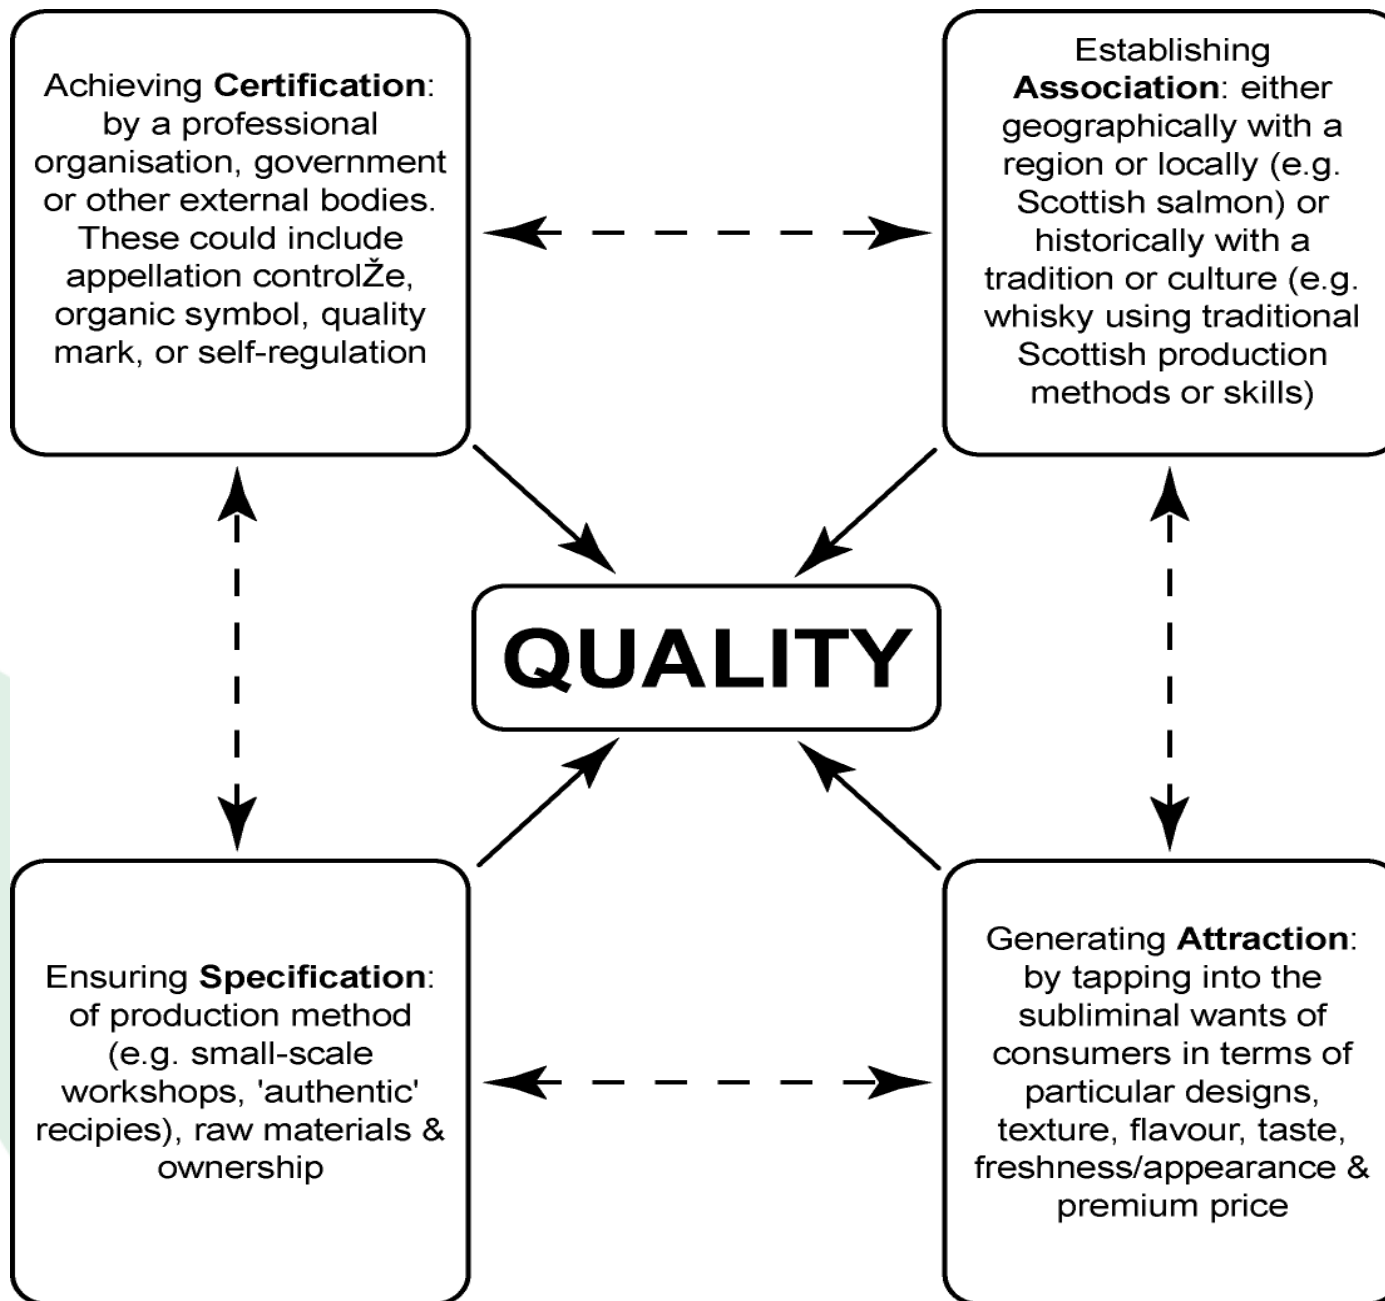 Achieving Certification:
by a professional
organisation, government
or other external bodies.
These could include
appellation controlŽe,
organic symbol, quality
mark, or self-regulation
Establishing
Association: either
geographically with a
region or locally (e.g.
Scottish salmon) or
historically with a
tradition or culture (e.g.
whisky using traditional
Scottish production
methods or skills)
QUALITY
Ensuring Specification:
of production method
(e.g. small-scale
workshops, 'authentic'
recipies), raw materials &
ownership
Generating Attraction:
by tapping into the
subliminal wants of
consumers in terms of
particular designs,
texture, flavour, taste,
freshness/appearance &
premium price